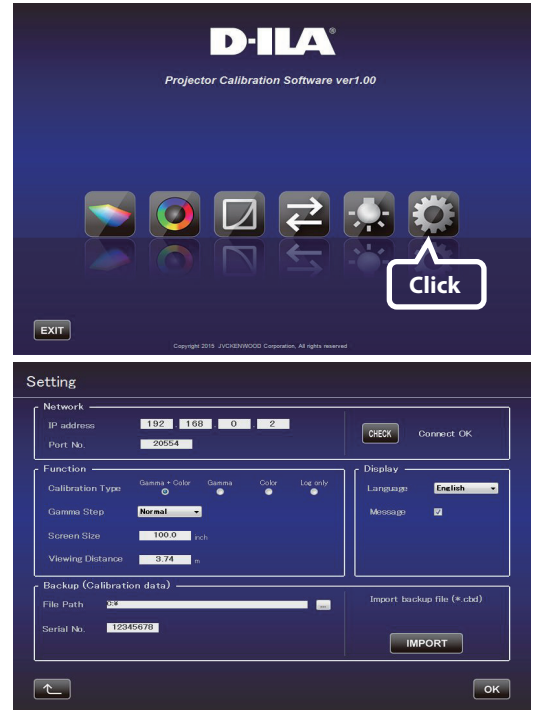 D-ILA®
Projector Calibration Software ver1.00
Click
EXIT
Copyright 2015 JVCKENWOOD Corporation, All rights reserved
Setting
Network
IP address 192 . 168 . 0 . 2
CHECK Connect OK
Port No. 20554
Function
Display
Calibration Type Gamma + Color Gamma Color Log only
Language English
Gamma Step Normal
Message
Screen Size 100.0 inch
Viewing Distance 3.74 m
Backup (Calibration data)
File Path D:¥ ...
Import backup file (*.cbd)
Serial No. 12345678
IMPORT
OK